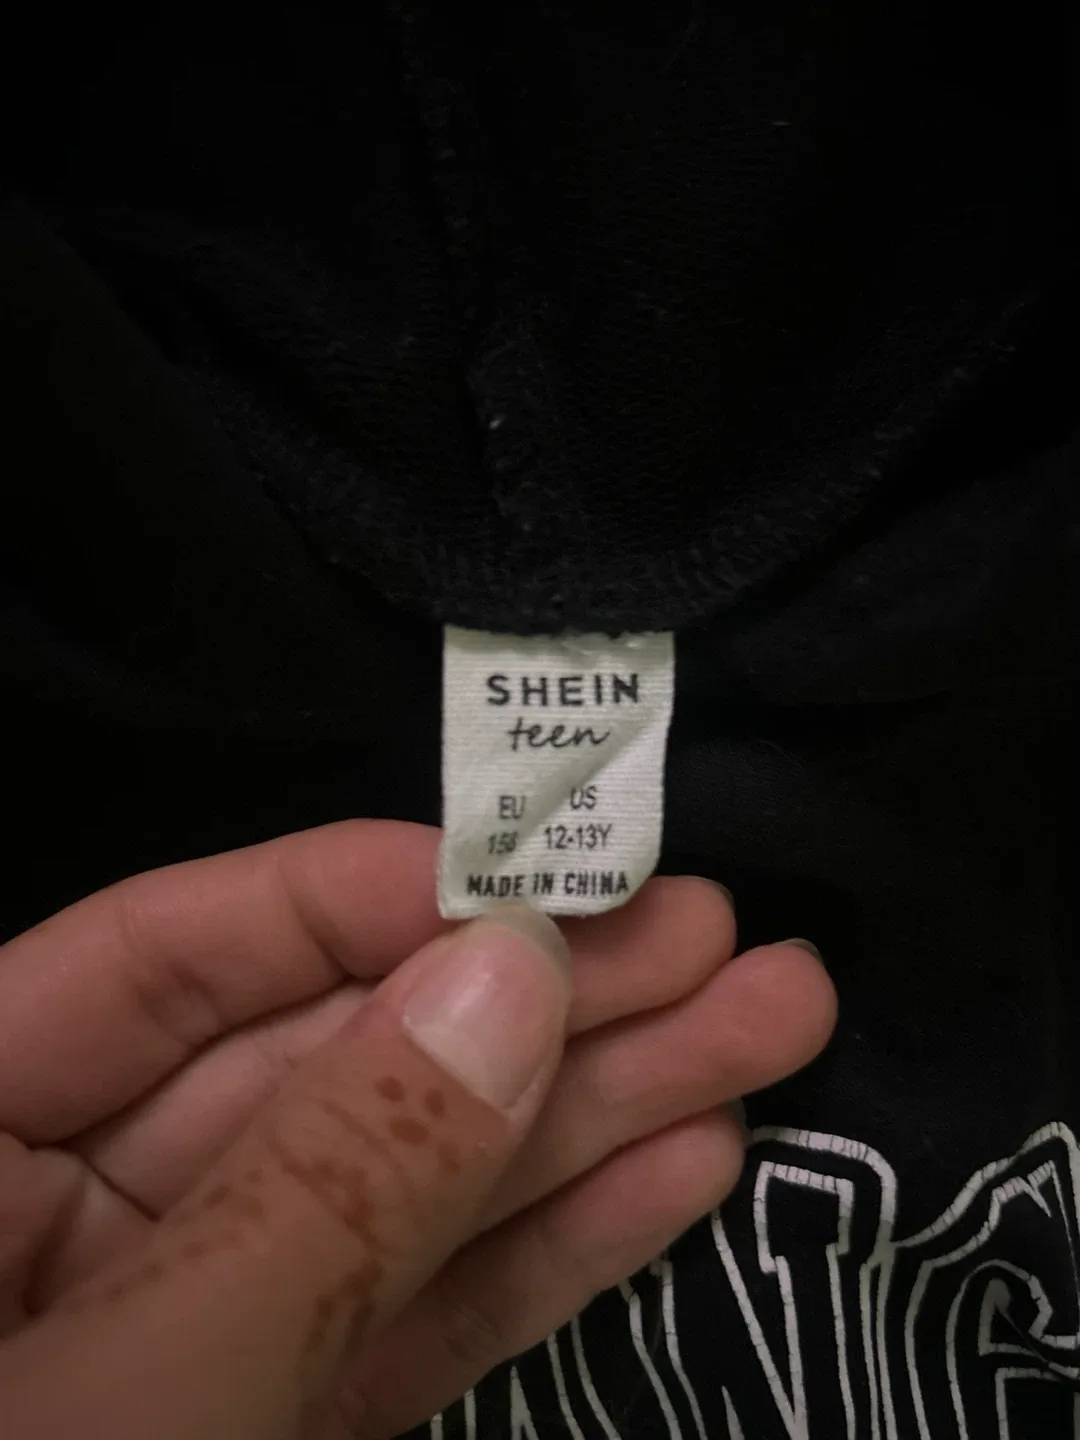 SHEIN
teen
EU US
158 12-13Y
MADE IN CHINA